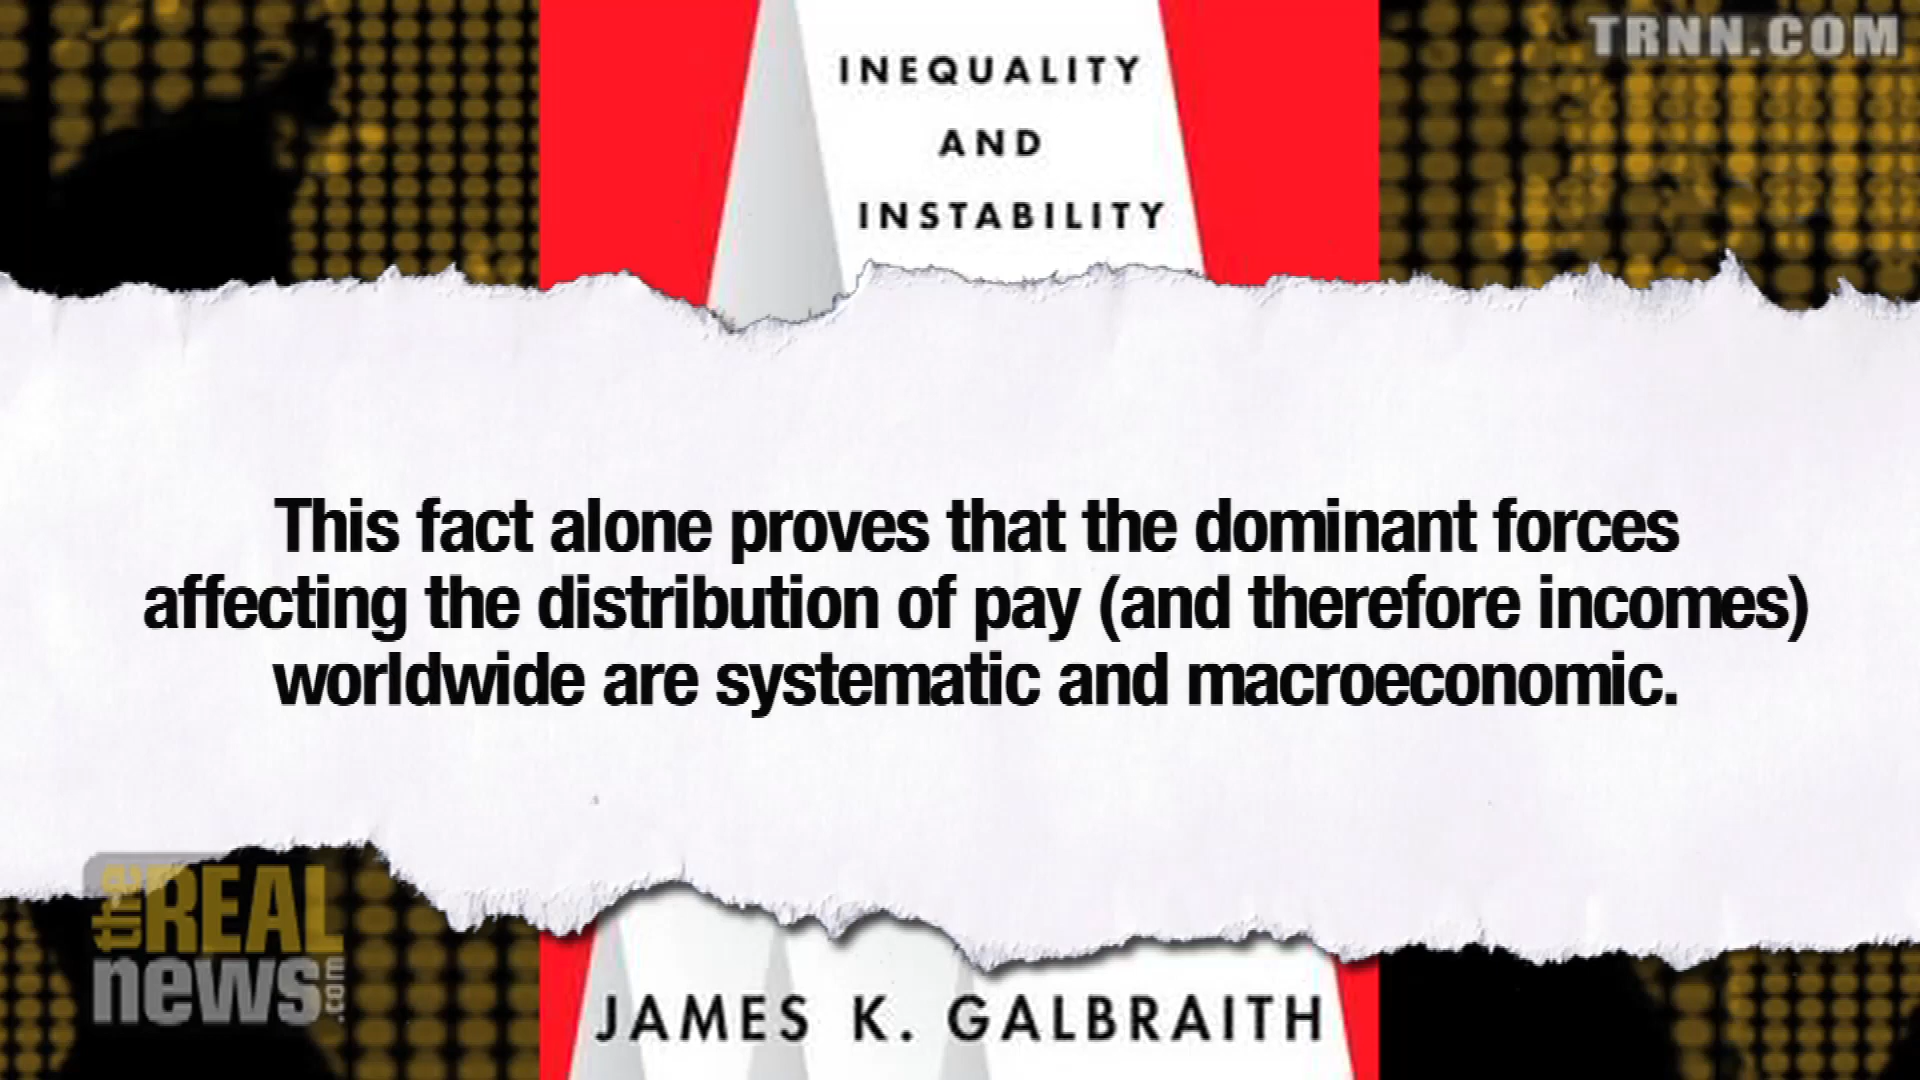 TRNN.COM
INEQUALITY
AND
INSTABILITY
This fact alone proves that the dominant forces
affecting the distribution of pay (and therefore incomes)
worldwide are systematic and macroeconomic.
the REAL
news.com
JAMES K. GALBRAITH